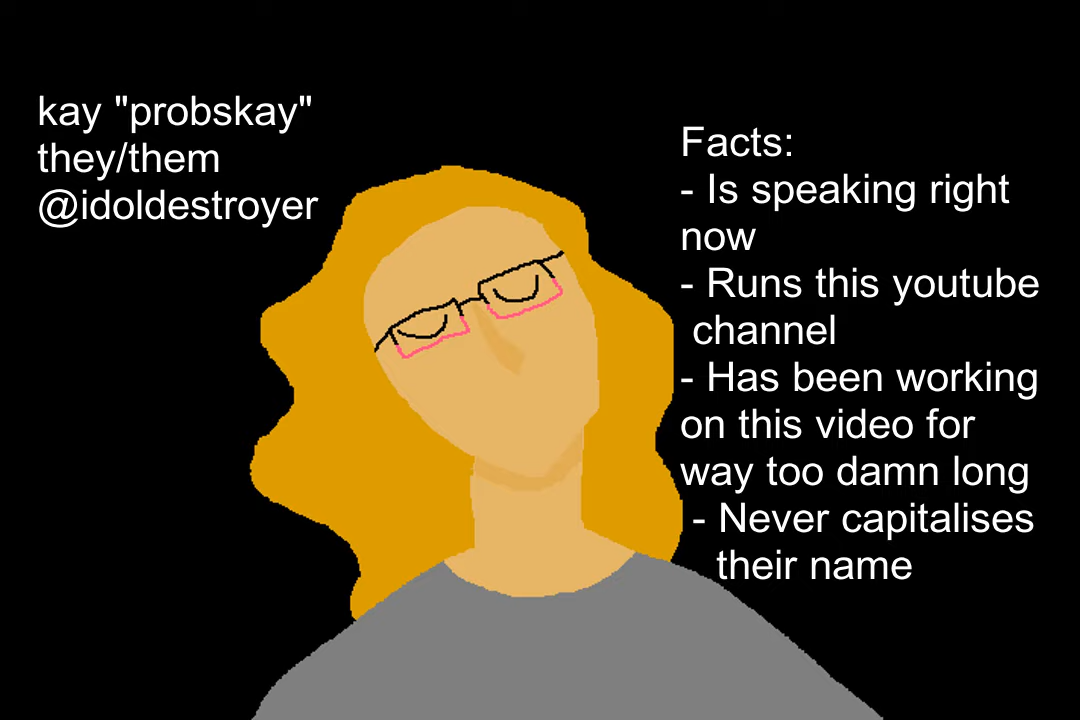 kay "probskay"
they/them
@idoldestroyer
Facts:
- Is speaking right
now
- Runs this youtube
channel
- Has been working
on this video for
way too damn long
- Never capitalises
their name